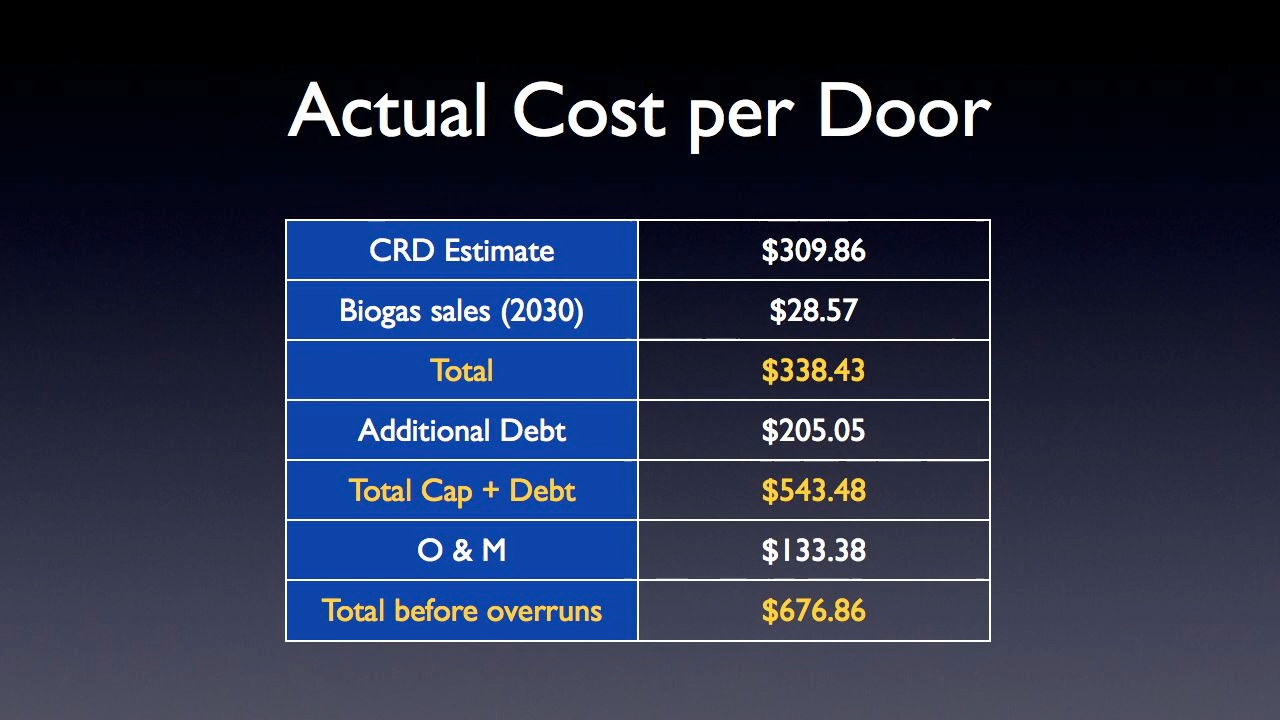 Actual Cost per Door
CRD Estimate $309.86
Biogas sales (2030) $28.57
Total $338.43
Additional Debt $205.05
Total Cap + Debt $543.48
O & M $133.38
Total before overruns $676.86